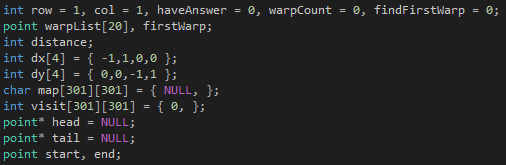 int row = 1, col = 1, haveAnswer = 0, warpCount = 0, findFirstWarp = 0;
point warpList[20], firstWarp;
int distance;
int dx[4] = { -1,1,0,0 };
int dy[4] = { 0,0,-1,1 };
char map[301][301] = { NULL, };
int visit[301][301] = { 0, };
point* head = NULL;
point* tail = NULL;
point start, end;